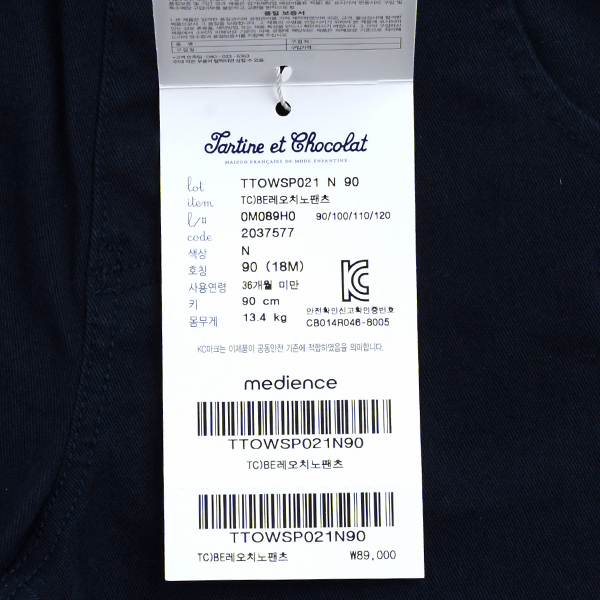 품질 보증서
Tartine et Chocolat
MAISON FRANÇAISE DE MODE ENFANTINE
lot TTOWSP021 N 90
item TC)BE레오치노팬츠
l/m 0M089H0 90/100/110/120
code 2037577
색상 N
호칭 90 (18M)
사용연령 36개월 미만
키 90 cm
몸무게 13.4 kg
안전확인신고확인증번호
CB014R046-8005
KC마크는 이제품이 공통안전 기준에 적합하였음을 의미합니다.
medience
TTOWSP021N90
TC)BE레오치노팬츠
TTOWSP021N90
TC)BE레오치노팬츠 ₩89,000